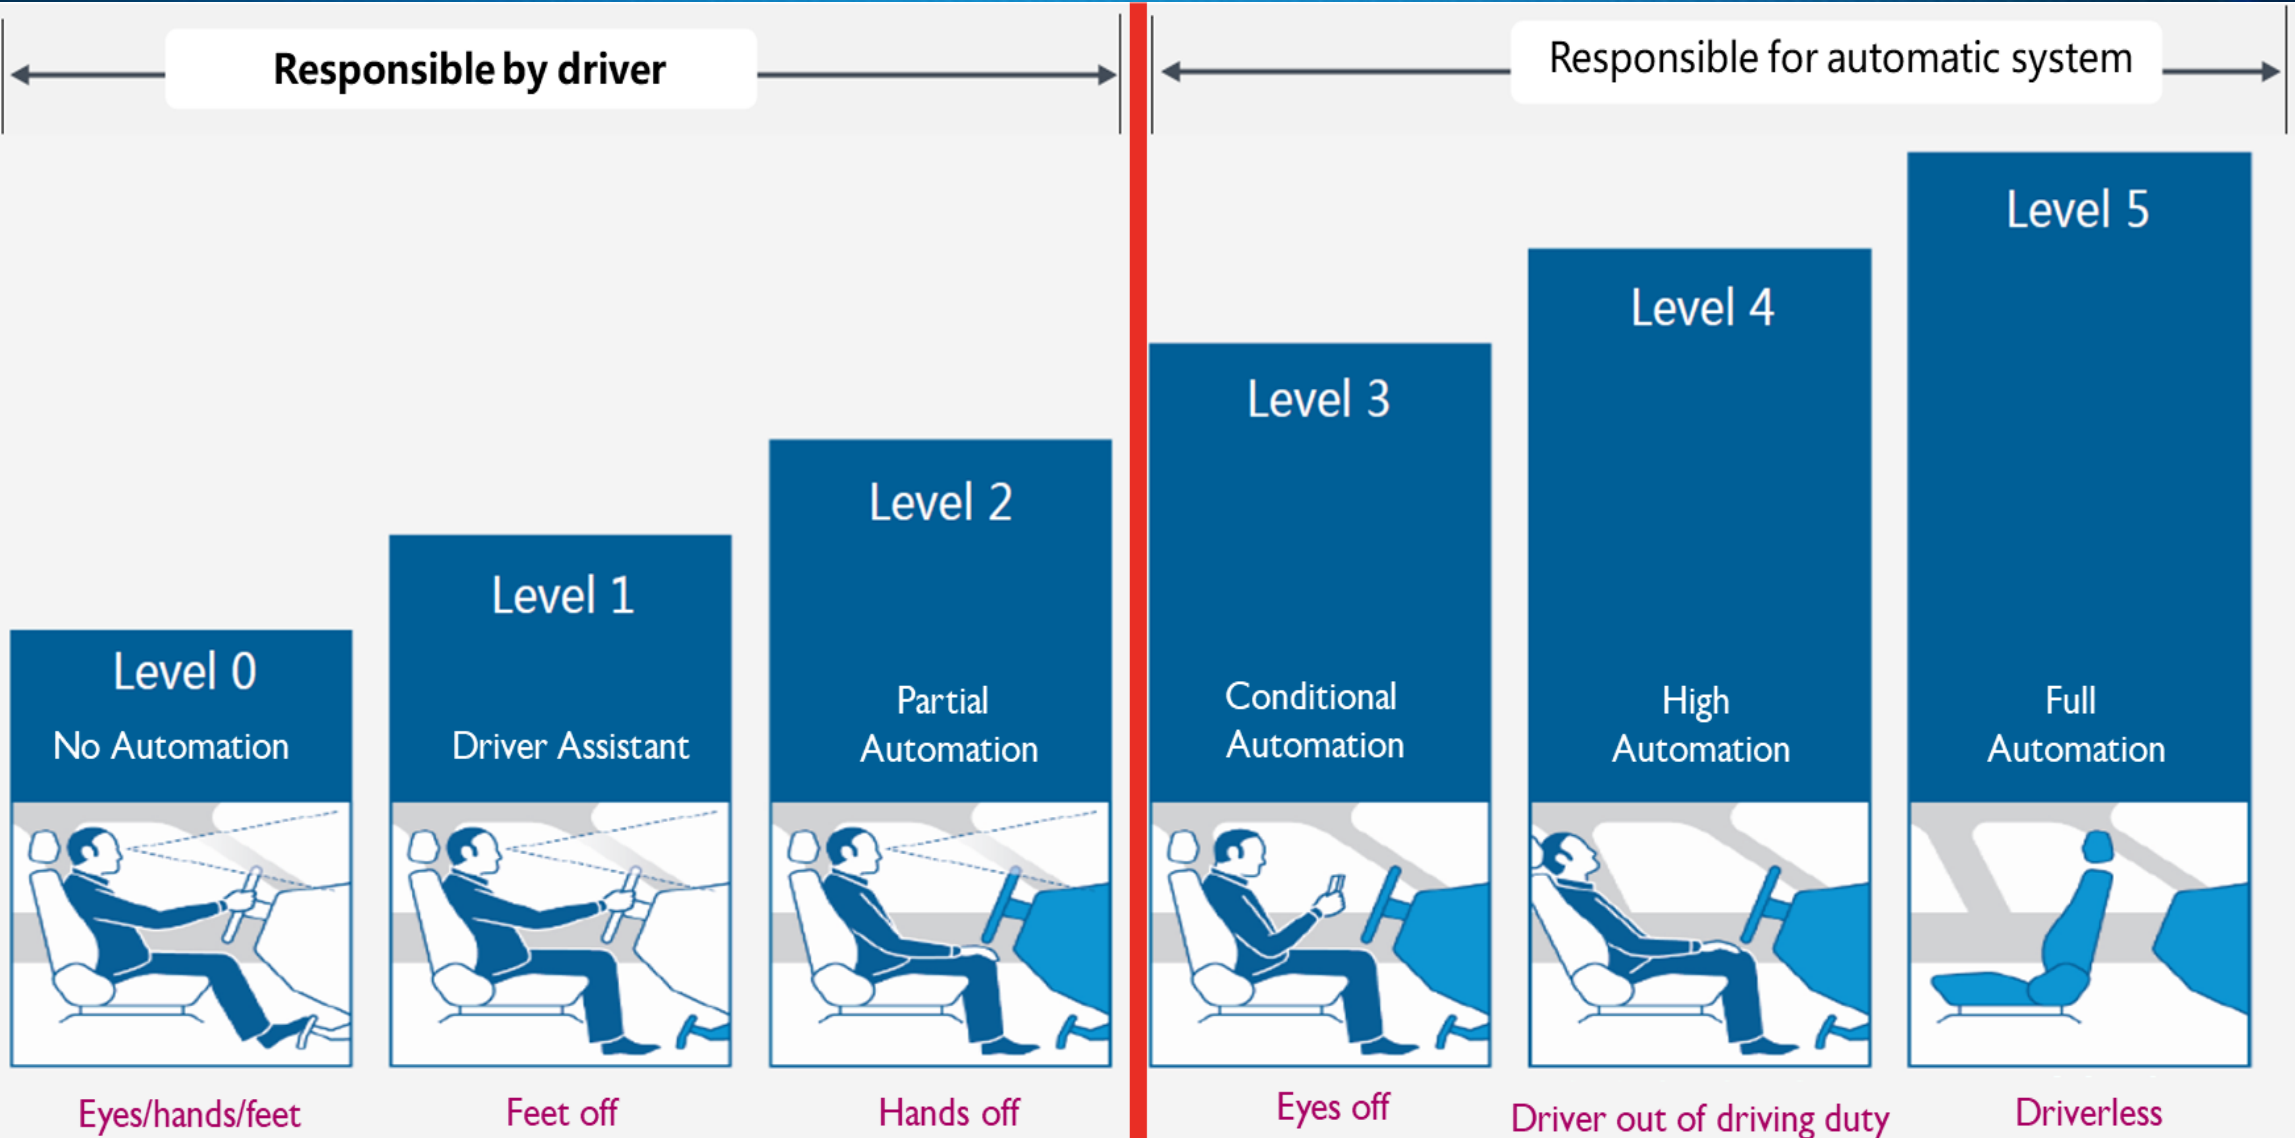 Responsible by driver
Responsible for automatic system
Level 0
No Automation
Eyes/hands/feet
Level 1
Driver Assistant
Feet off
Level 2
Partial
Automation
Hands off
Level 3
Conditional
Automation
Eyes off
Level 4
High
Automation
Driver out of driving duty
Level 5
Full
Automation
Driverless